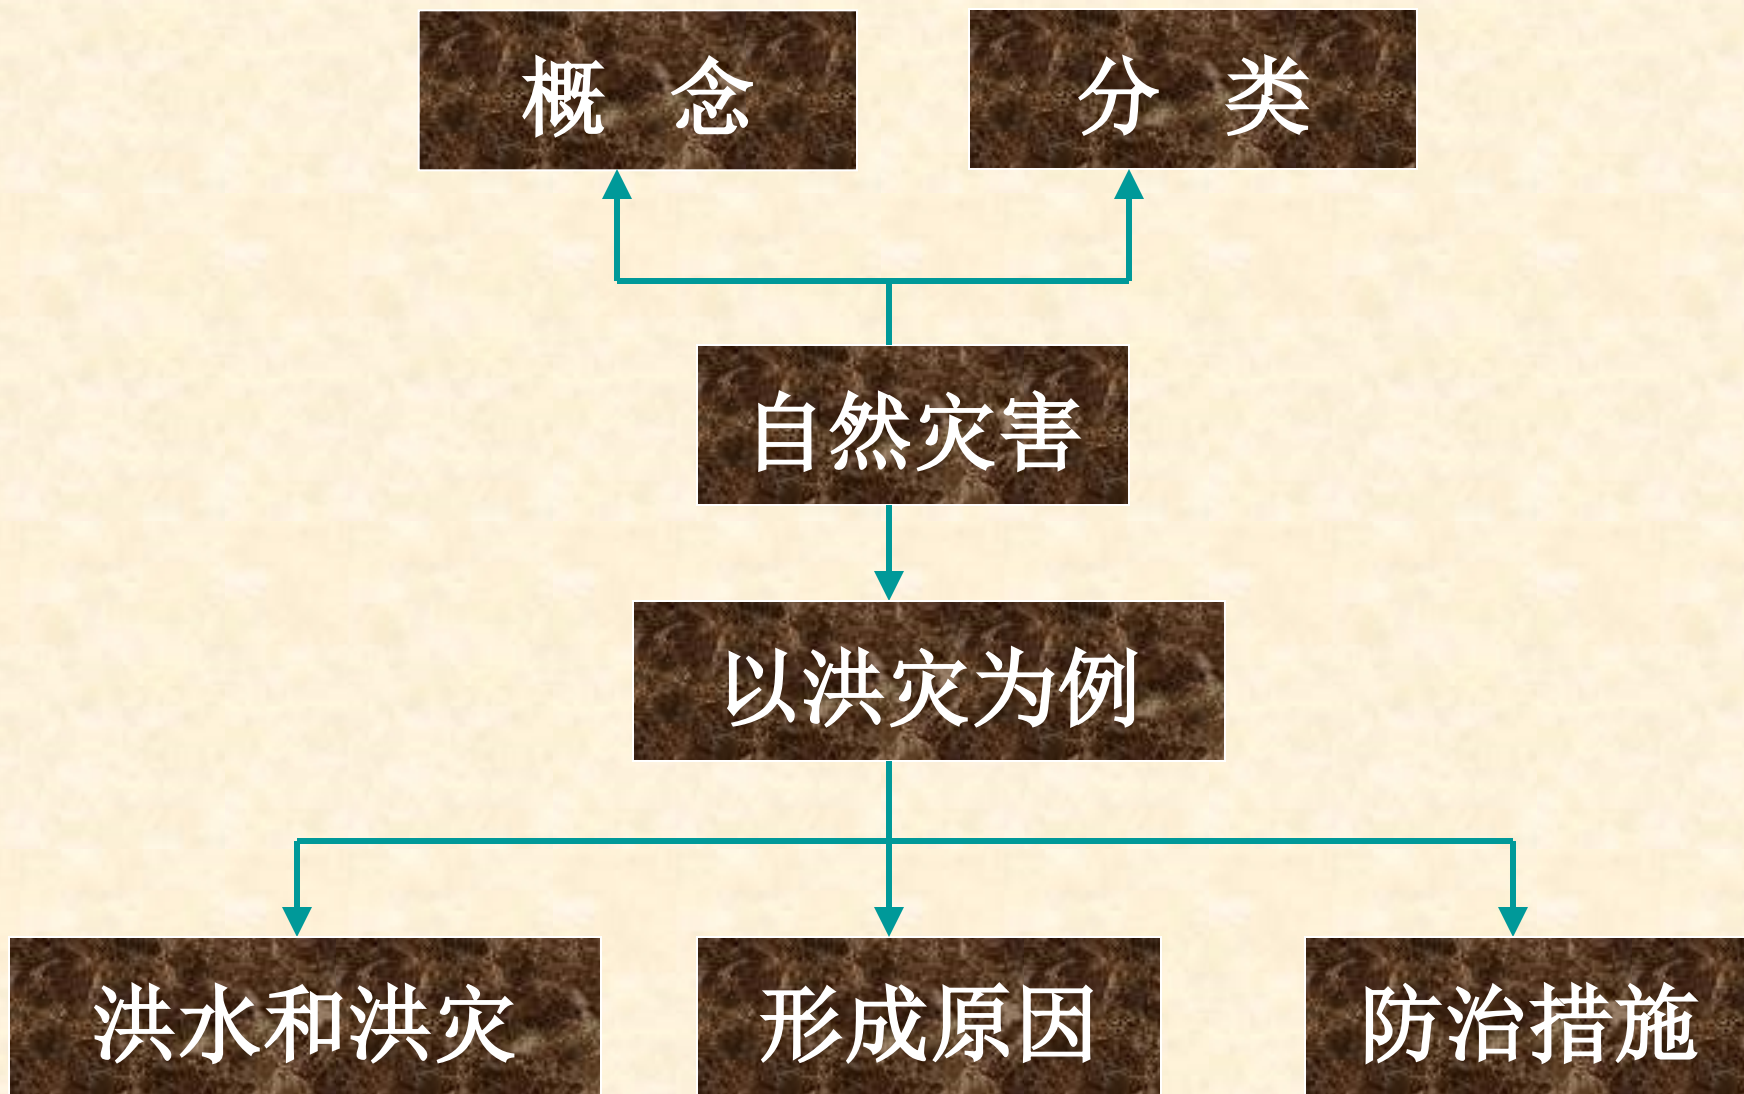 概 念
分 类
自然灾害
以洪灾为例
洪水和洪灾
形成原因
防治措施